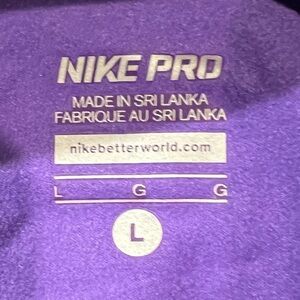 NIKE PRO
MADE IN SRI LANKA
FABRIQUE AU SRI LANKA
nikebetterworld.com
L G G
L